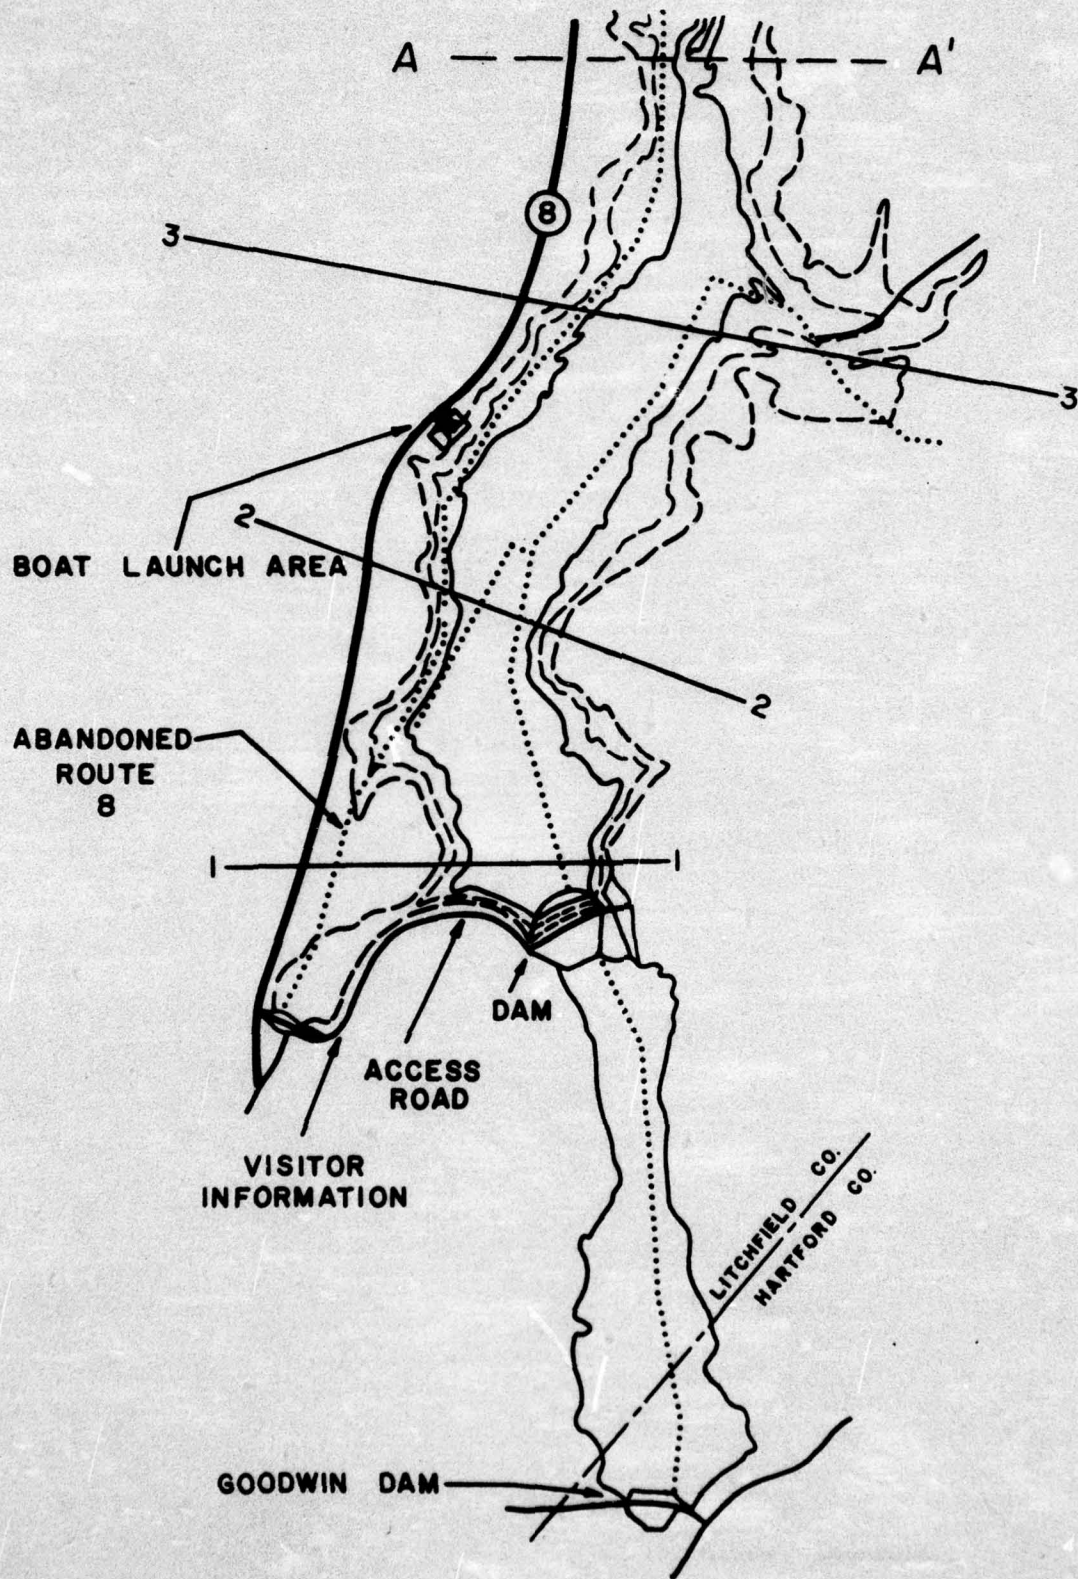 A
A'
8
3
3
2
BOAT LAUNCH AREA
2
ABANDONED
ROUTE
8
1
1
DAM
ACCESS
ROAD
VISITOR
INFORMATION
LITCHFIELD CO.
HARTFORD CO.
GOODWIN DAM